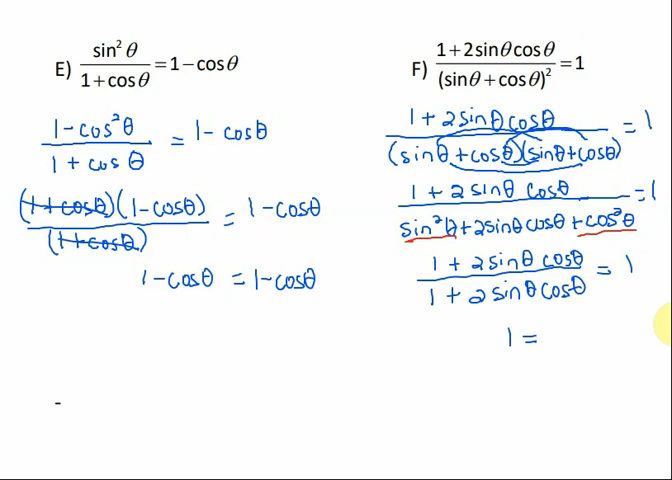 E) sin²θ / (1+cosθ) = 1−cosθ
1−cos²θ / (1+cosθ) = 1−cosθ
(1+cosθ)(1−cosθ) / (1+cosθ) = 1−cosθ
1−cosθ = 1−cosθ
F) 1+2sinθcosθ / (sinθ+cosθ)² = 1
1+2sinθcosθ / (sinθ+cosθ)(sinθ+cosθ) = 1
1+2sinθcosθ / sin²θ+2sinθcosθ+cos²θ = 1
1+2sinθcosθ / 1+2sinθcosθ = 1
1 =